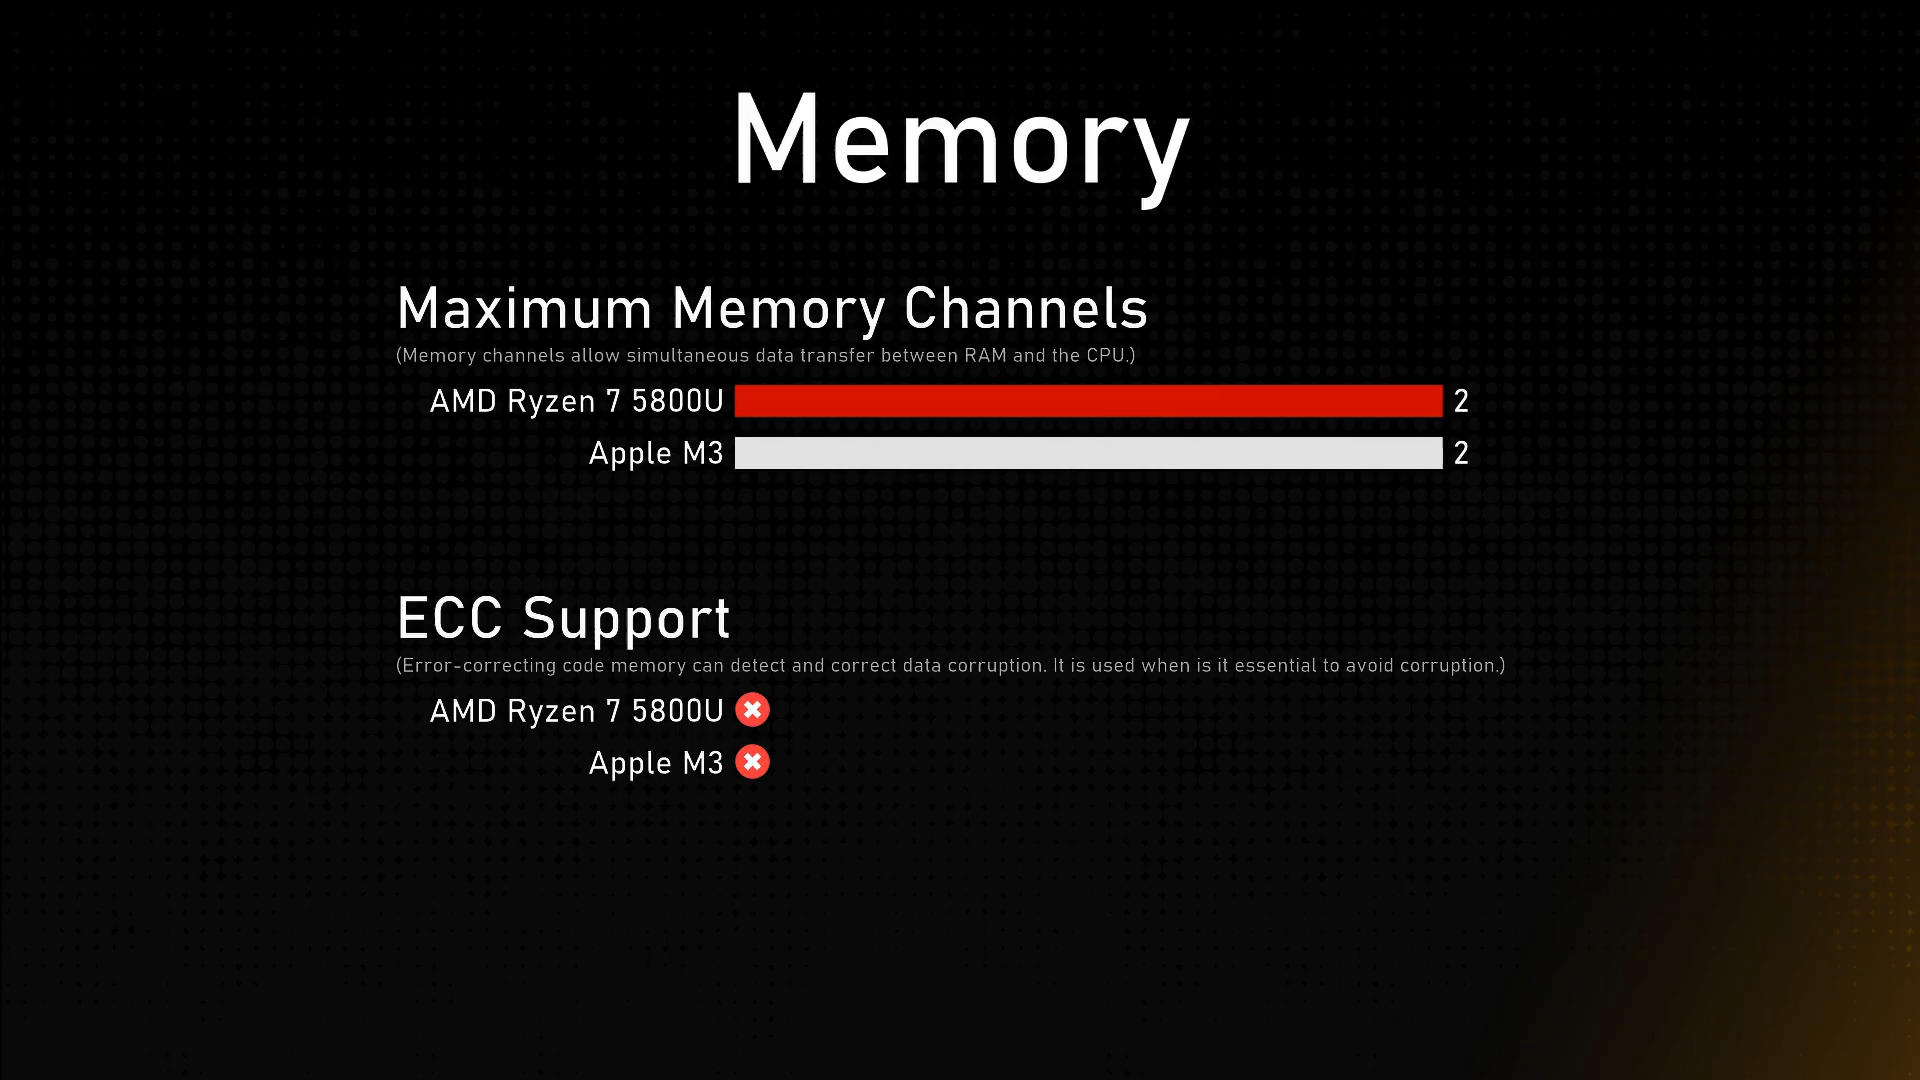 Memory
Maximum Memory Channels
(Memory channels allow simultaneous data transfer between RAM and the CPU.)
AMD Ryzen 7 5800U 2
Apple M3 2
ECC Support
(Error-correcting code memory can detect and correct data corruption. It is used when is it essential to avoid corruption.)
AMD Ryzen 7 5800U
Apple M3